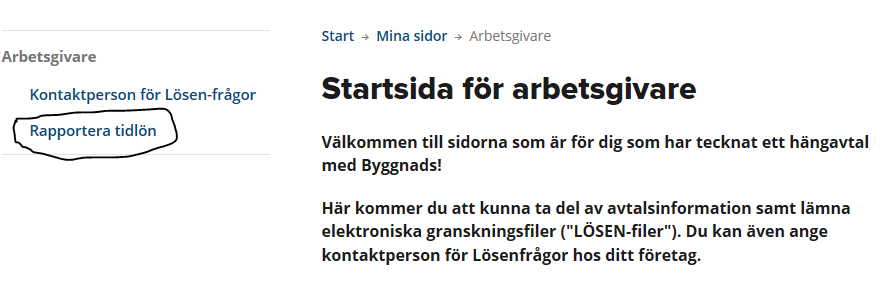 Arbetsgivare
Kontaktperson för Lösen-frågor
Rapportera tidlön
Start → Mina sidor → Arbetsgivare
Startsida för arbetsgivare
Välkommen till sidorna som är för dig som har tecknat ett hängavtal
med Byggnads!
Här kommer du att kunna ta del av avtalsinformation samt lämna
elektroniska granskningsfiler ("LÖSEN-filer"). Du kan även ange
kontaktperson för Lösenfrågor hos ditt företag.